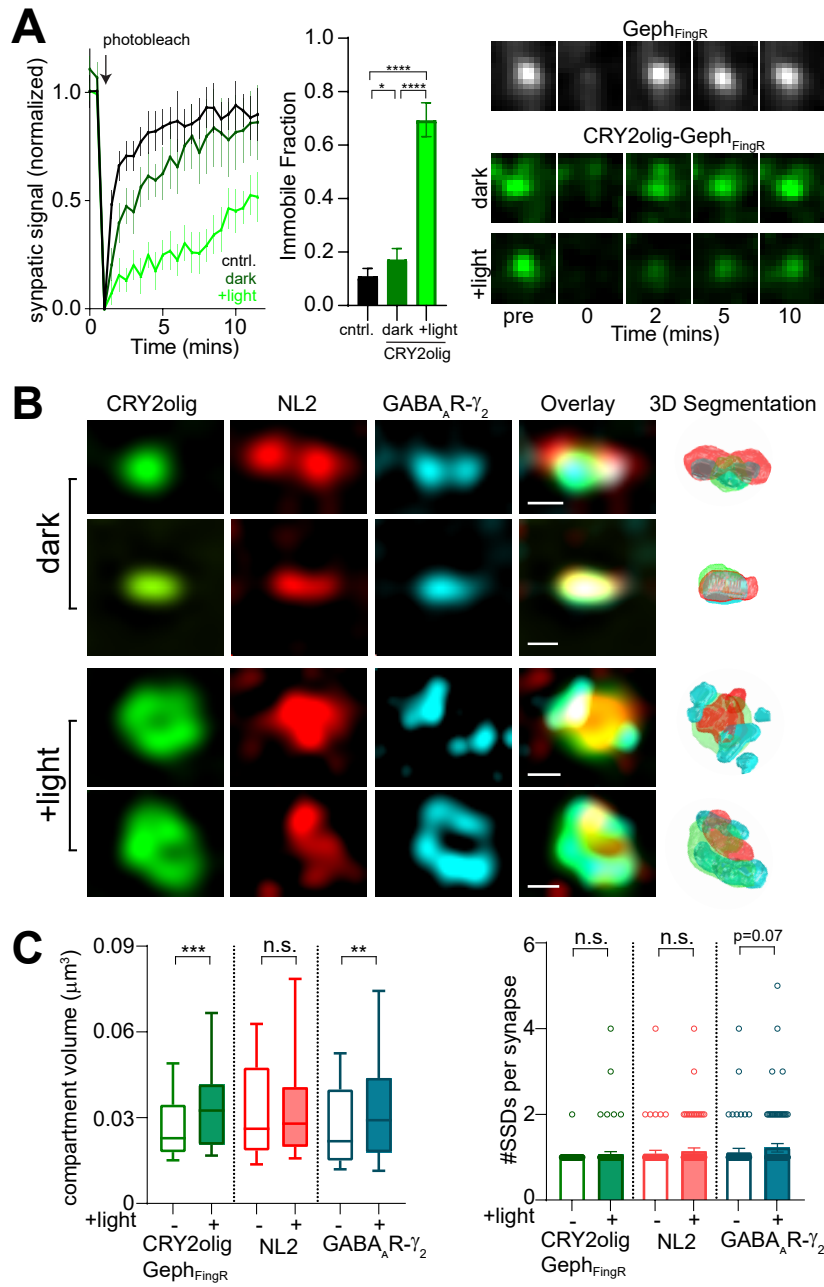 A
photobleach
synpatic signal (normalized)
1.0
0.5
0.0
0 5 10
Time (mins)
cntrl.
dark
+light
Immobile Fraction
1.0
0.8
0.6
0.4
0.2
0.0
****
* ****
cntrl. dark +light
CRY2olig
GephFingR
CRY2olig-GephFingR
dark
+light
pre 0 2 5 10
Time (mins)
B
CRY2olig NL2 GABAAR-γ2 Overlay 3D Segmentation
dark
+light
C
compartment volume (μm3)
0.09
0.06
0.03
0
*** n.s. **
+light - + - + - +
CRY2olig NL2 GABAAR-γ2
GephFingR
#SSDs per synapse
6
4
2
0
n.s. n.s. p=0.07
+light - + - + - +
CRY2olig NL2 GABAAR-γ2
GephFingR